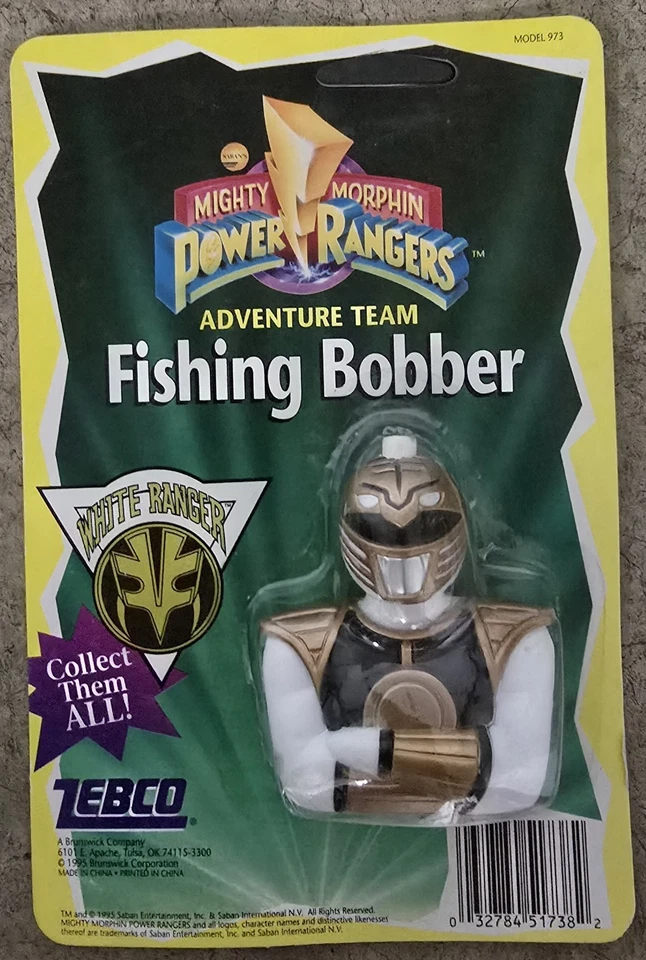 MODEL 973
SABAN'S
MIGHTY MORPHIN
POWER RANGERS™
ADVENTURE TEAM
Fishing Bobber
WHITE RANGER™
Collect
Them
ALL!
ZEBCO®
A Brunswick Company
6101 E. Apache, Tulsa, OK 74115-3300
© 1995 Brunswick Corporation
MADE IN CHINA • PRINTED IN CHINA
TM and © 1995 Saban Entertainment, Inc. & Saban International N.V. All Rights Reserved.
MIGHTY MORPHIN POWER RANGERS and all logos, character names and distinctive likenesses
thereof are trademarks of Saban Entertainment, Inc. and Saban International N.V.
0 32784 51738 2